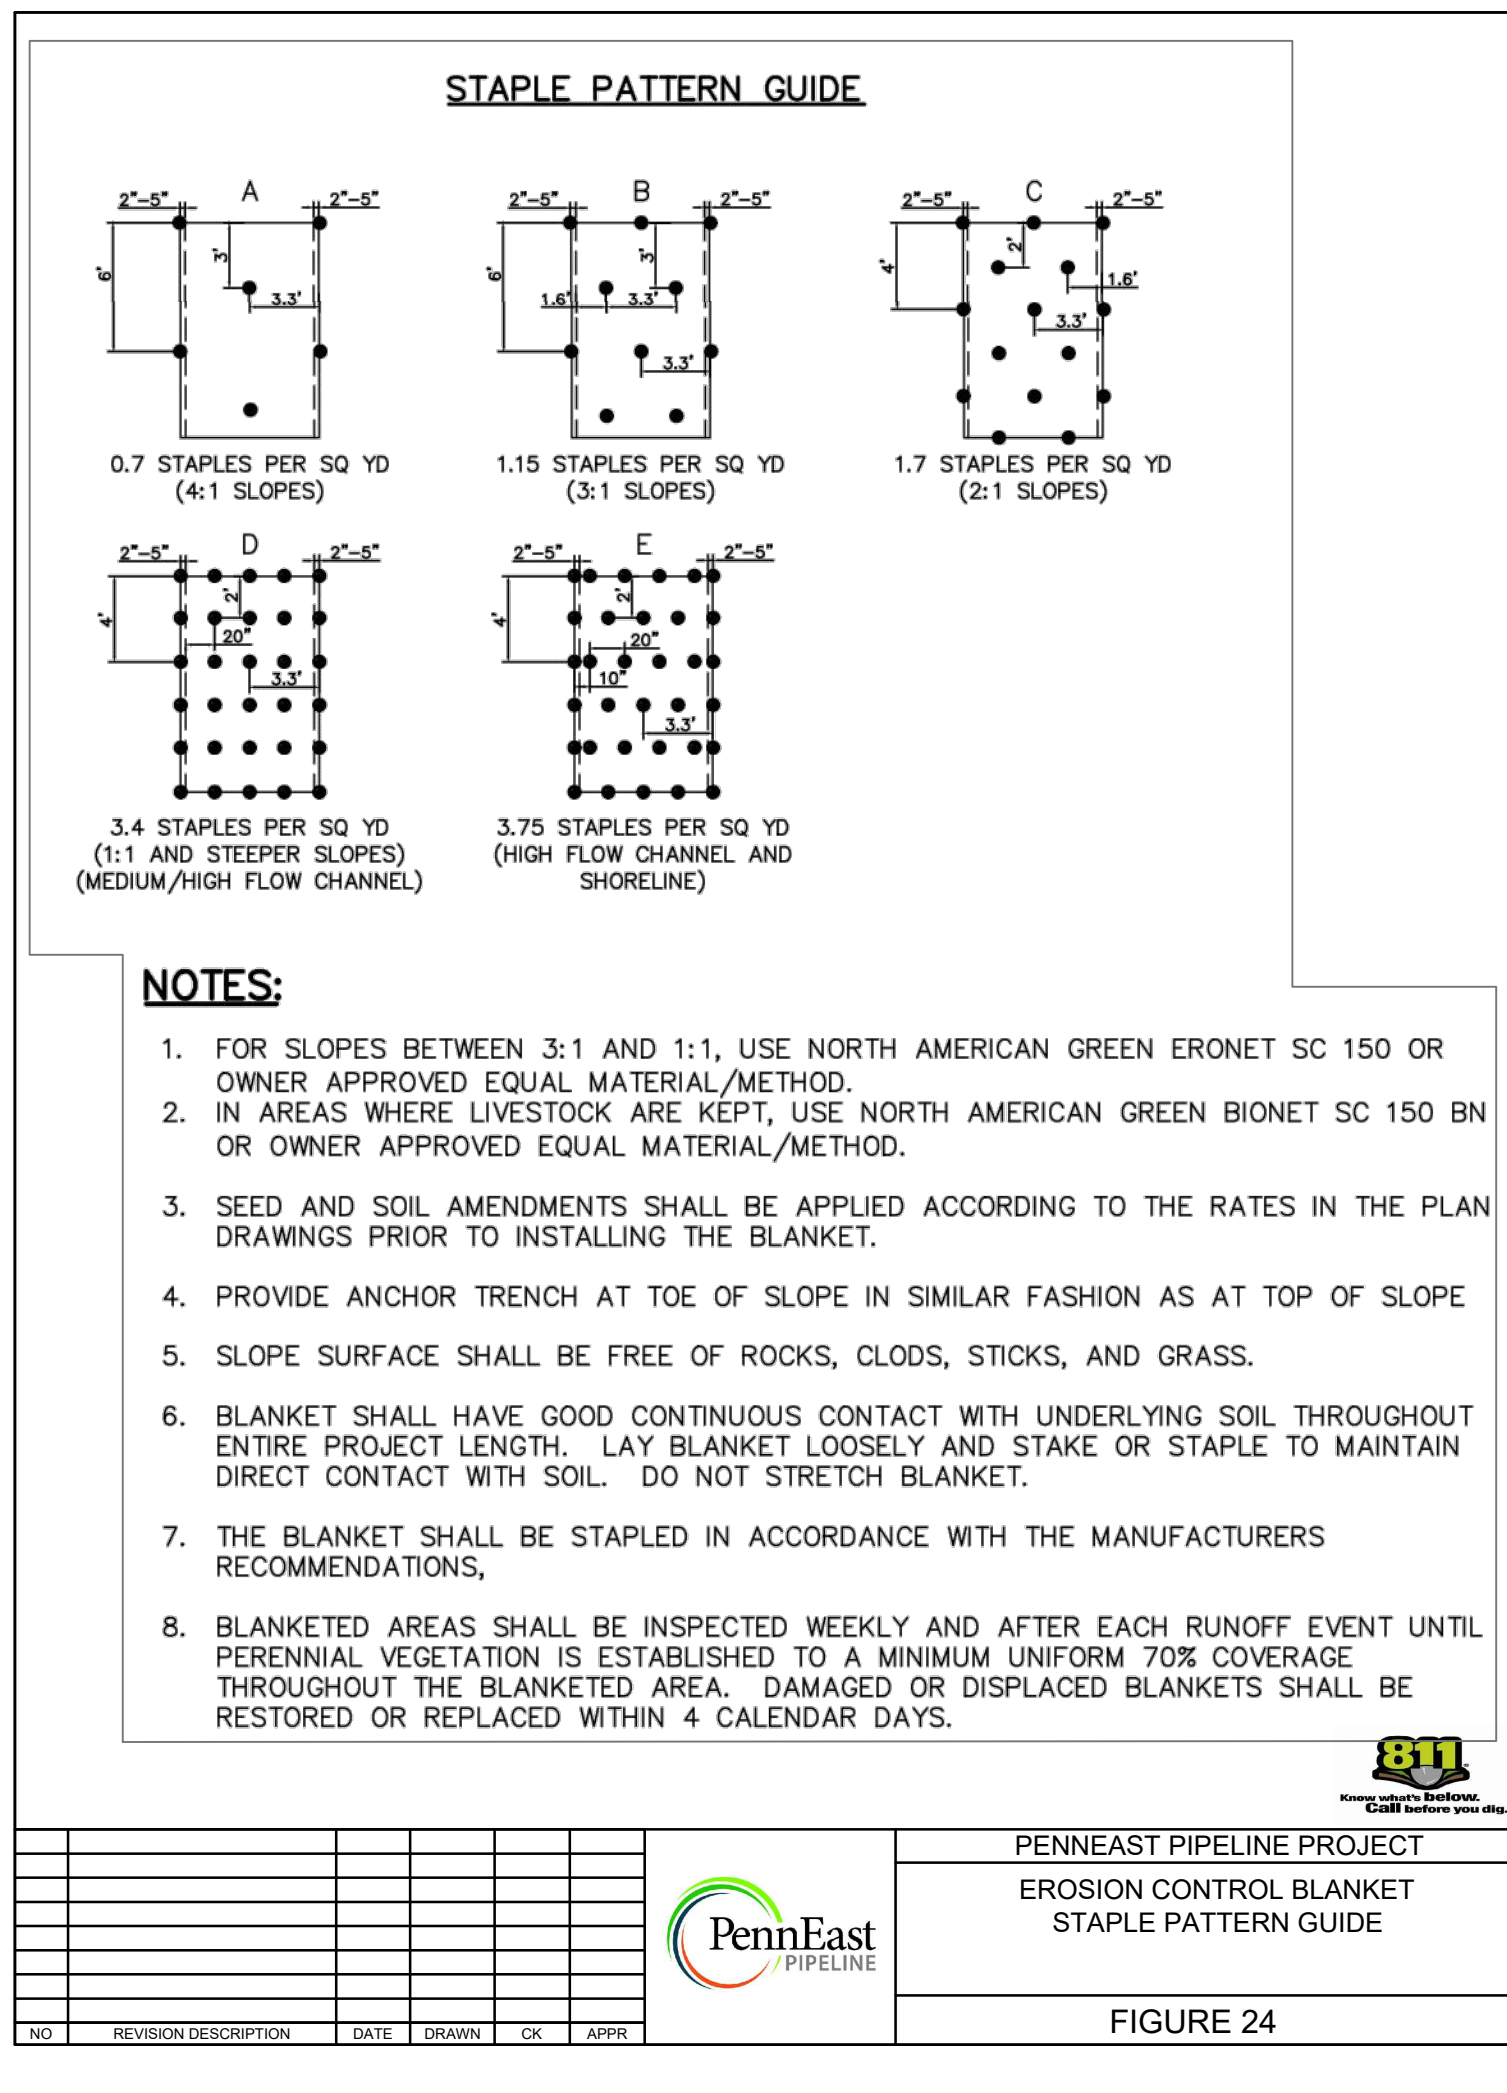 STAPLE PATTERN GUIDE
A
2"-5"
2"-5"
6'
3'
3.3'
0.7 STAPLES PER SQ YD
(4:1 SLOPES)
B
2"-5"
2"-5"
6'
3'
1.6'
3.3'
3.3'
1.15 STAPLES PER SQ YD
(3:1 SLOPES)
C
2"-5"
2"-5"
4'
2'
1.6'
3.3'
1.7 STAPLES PER SQ YD
(2:1 SLOPES)
D
2"-5"
2"-5"
4'
2'
20"
3.3'
3.4 STAPLES PER SQ YD
(1:1 AND STEEPER SLOPES)
(MEDIUM/HIGH FLOW CHANNEL)
E
2"-5"
2"-5"
4'
2'
20"
10"
3.3'
3.75 STAPLES PER SQ YD
(HIGH FLOW CHANNEL AND
SHORELINE)
NOTES:
1. FOR SLOPES BETWEEN 3:1 AND 1:1, USE NORTH AMERICAN GREEN ERONET SC 150 OR
OWNER APPROVED EQUAL MATERIAL/METHOD.
2. IN AREAS WHERE LIVESTOCK ARE KEPT, USE NORTH AMERICAN GREEN BIONET SC 150 BN
OR OWNER APPROVED EQUAL MATERIAL/METHOD.
3. SEED AND SOIL AMENDMENTS SHALL BE APPLIED ACCORDING TO THE RATES IN THE PLAN
DRAWINGS PRIOR TO INSTALLING THE BLANKET.
4. PROVIDE ANCHOR TRENCH AT TOE OF SLOPE IN SIMILAR FASHION AS AT TOP OF SLOPE
5. SLOPE SURFACE SHALL BE FREE OF ROCKS, CLODS, STICKS, AND GRASS.
6. BLANKET SHALL HAVE GOOD CONTINUOUS CONTACT WITH UNDERLYING SOIL THROUGHOUT
ENTIRE PROJECT LENGTH. LAY BLANKET LOOSELY AND STAKE OR STAPLE TO MAINTAIN
DIRECT CONTACT WITH SOIL. DO NOT STRETCH BLANKET.
7. THE BLANKET SHALL BE STAPLED IN ACCORDANCE WITH THE MANUFACTURERS
RECOMMENDATIONS,
8. BLANKETED AREAS SHALL BE INSPECTED WEEKLY AND AFTER EACH RUNOFF EVENT UNTIL
PERENNIAL VEGETATION IS ESTABLISHED TO A MINIMUM UNIFORM 70% COVERAGE
THROUGHOUT THE BLANKETED AREA. DAMAGED OR DISPLACED BLANKETS SHALL BE
RESTORED OR REPLACED WITHIN 4 CALENDAR DAYS.
811
Know what's below.
Call before you dig.
NO REVISION DESCRIPTION DATE DRAWN CK APPR
PennEast
PIPELINE
PENNEAST PIPELINE PROJECT
EROSION CONTROL BLANKET
STAPLE PATTERN GUIDE
FIGURE 24